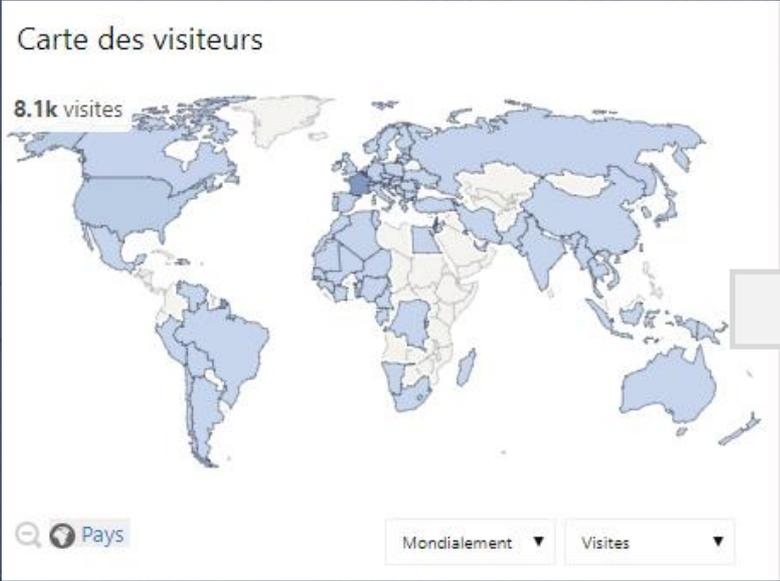 Carte des visiteurs
8.1k visites
Pays
Mondialement
Visites